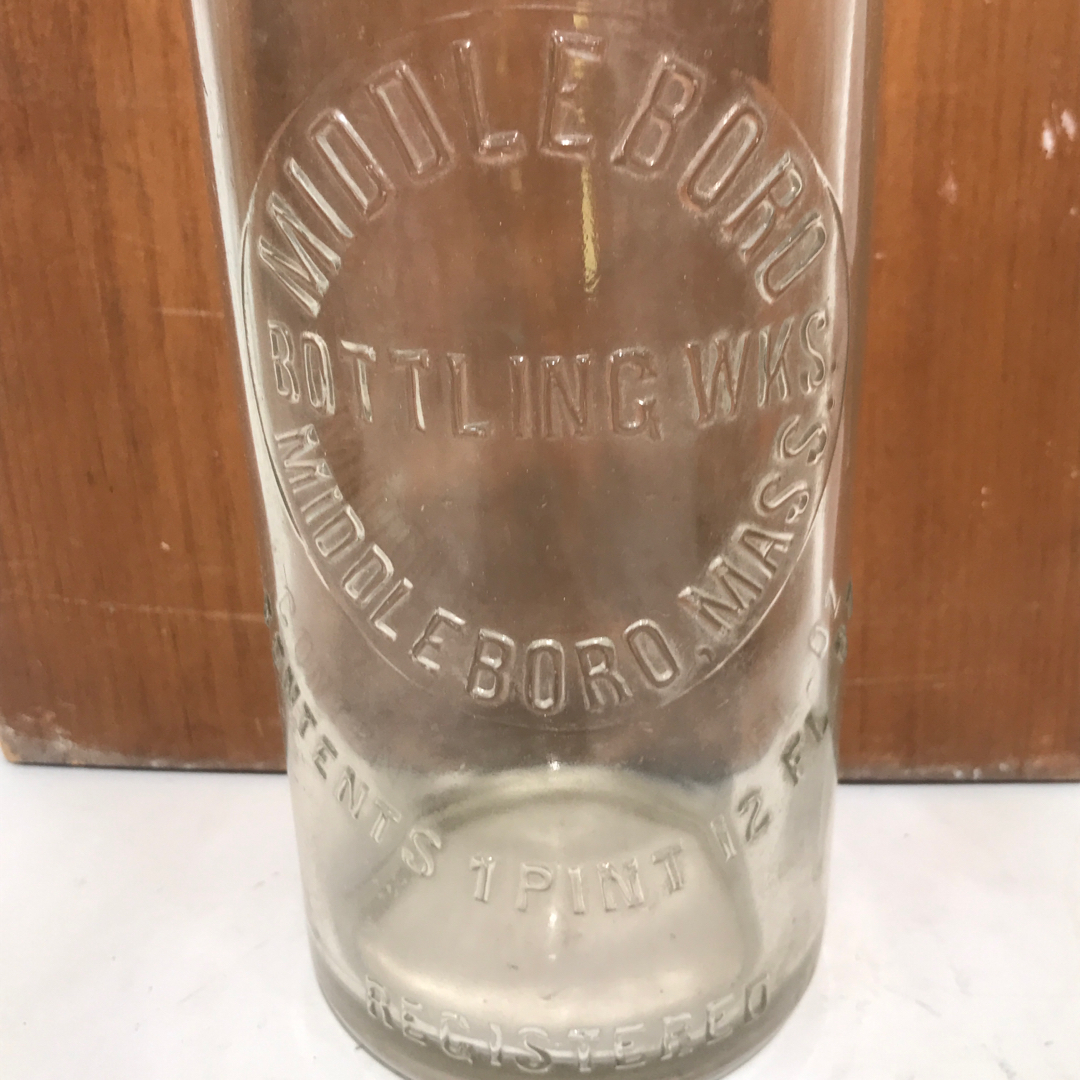 MIDDLEBORO
BOTTLING WKS.
MIDDLEBORO, MASS.
CONTENTS 1 PINT 12 FL. OZ.
REGISTERED